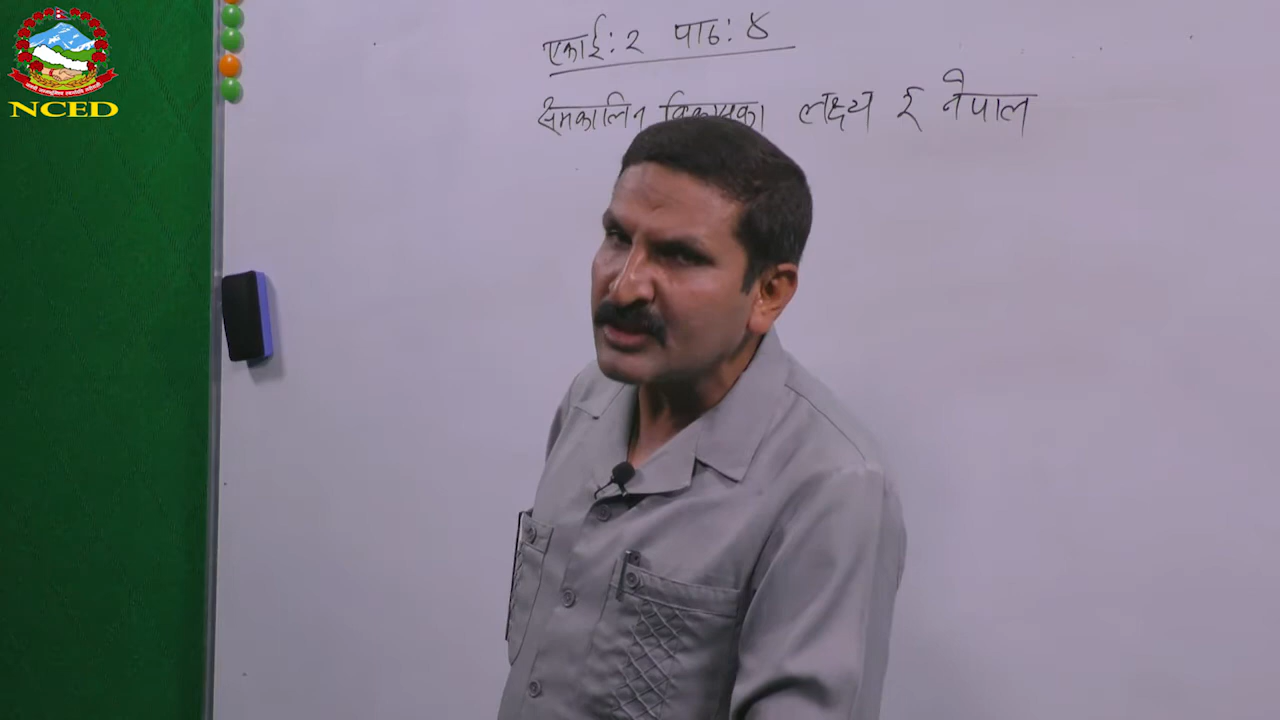 NCED
एकाई: २ पाठ: ४
समकालिन विकासका लक्ष्य र नेपाल